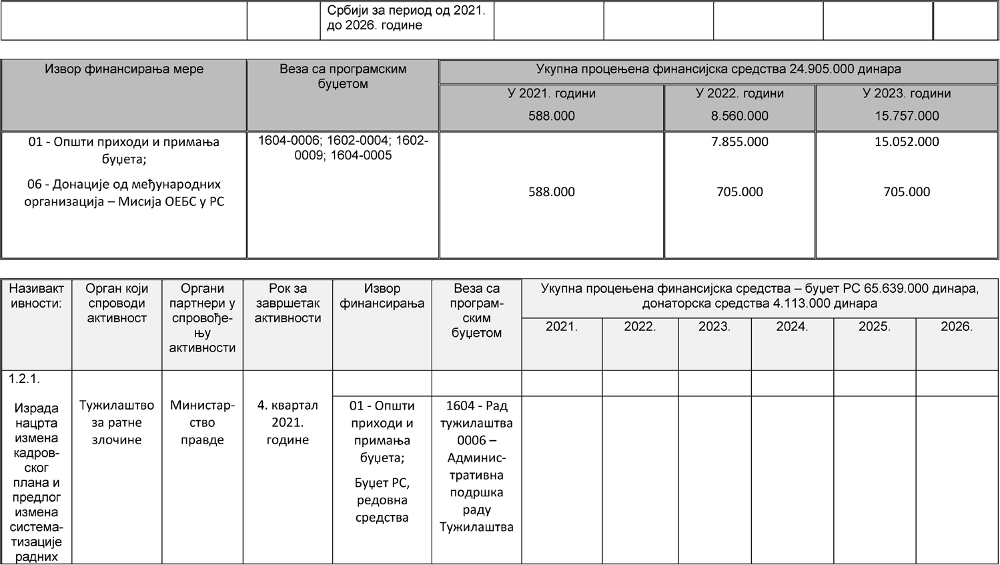 Србији за период од 2021.
до 2026. године
Извор финансирања мере
Веза са програмским
буџетом
Укупна процењена финансијска средства 24.905.000 динара
У 2021. години
588.000
У 2022. години
8.560.000
У 2023. години
15.757.000
01 - Општи приходи и примања
буџета;
06 - Донације од међународних
организација – Мисија ОЕБС у РС
1604-0006; 1602-0004; 1602-
0009; 1604-0005
588.000
7.855.000
705.000
15.052.000
705.000
Називакт
ивности:
Орган који
спроводи
активност
Органи
партнери у
спровође-
њу
активности
Рок за
завршетак
активности
Извор
финансирања
Веза са
програм-
ским
буџетом
Укупна процењена финансијска средства – буџет РС 65.639.000 динара,
донаторска средства 4.113.000 динара
2021.
2022.
2023.
2024.
2025.
2026.
1.2.1.
Израда
нацрта
измена
кадров-
ског
плана и
предлог
измена
система-
тизације
радних
Тужилаштво
за ратне
злочине
Министар-
ство
правде
4. квартал
2021.
године
01 - Општи
приходи и
примања
буџета;
Буџет РС,
редовна
средства
1604 - Рад
тужилаштва
0006 –
Админис-
тративна
подршка
раду
Тужилаштва